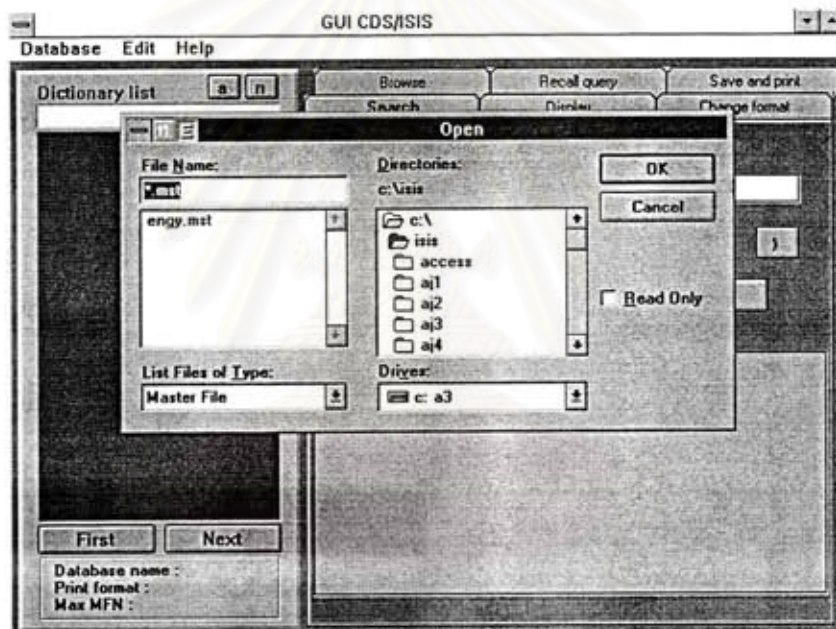 GUI CDS/ISIS
Database Edit Help
Dictionary list
a n
Browse Recall query Save and print
Search Display Change format
Open
File Name:
*.mst
engy.mst
Directories:
c:\isis
c:\
isis
access
aj1
aj2
aj3
aj4
OK
Cancel
Read Only
)
List Files of Type:
Master File
Drives:
c: a3
First Next
Database name :
Print format :
Max MFN :